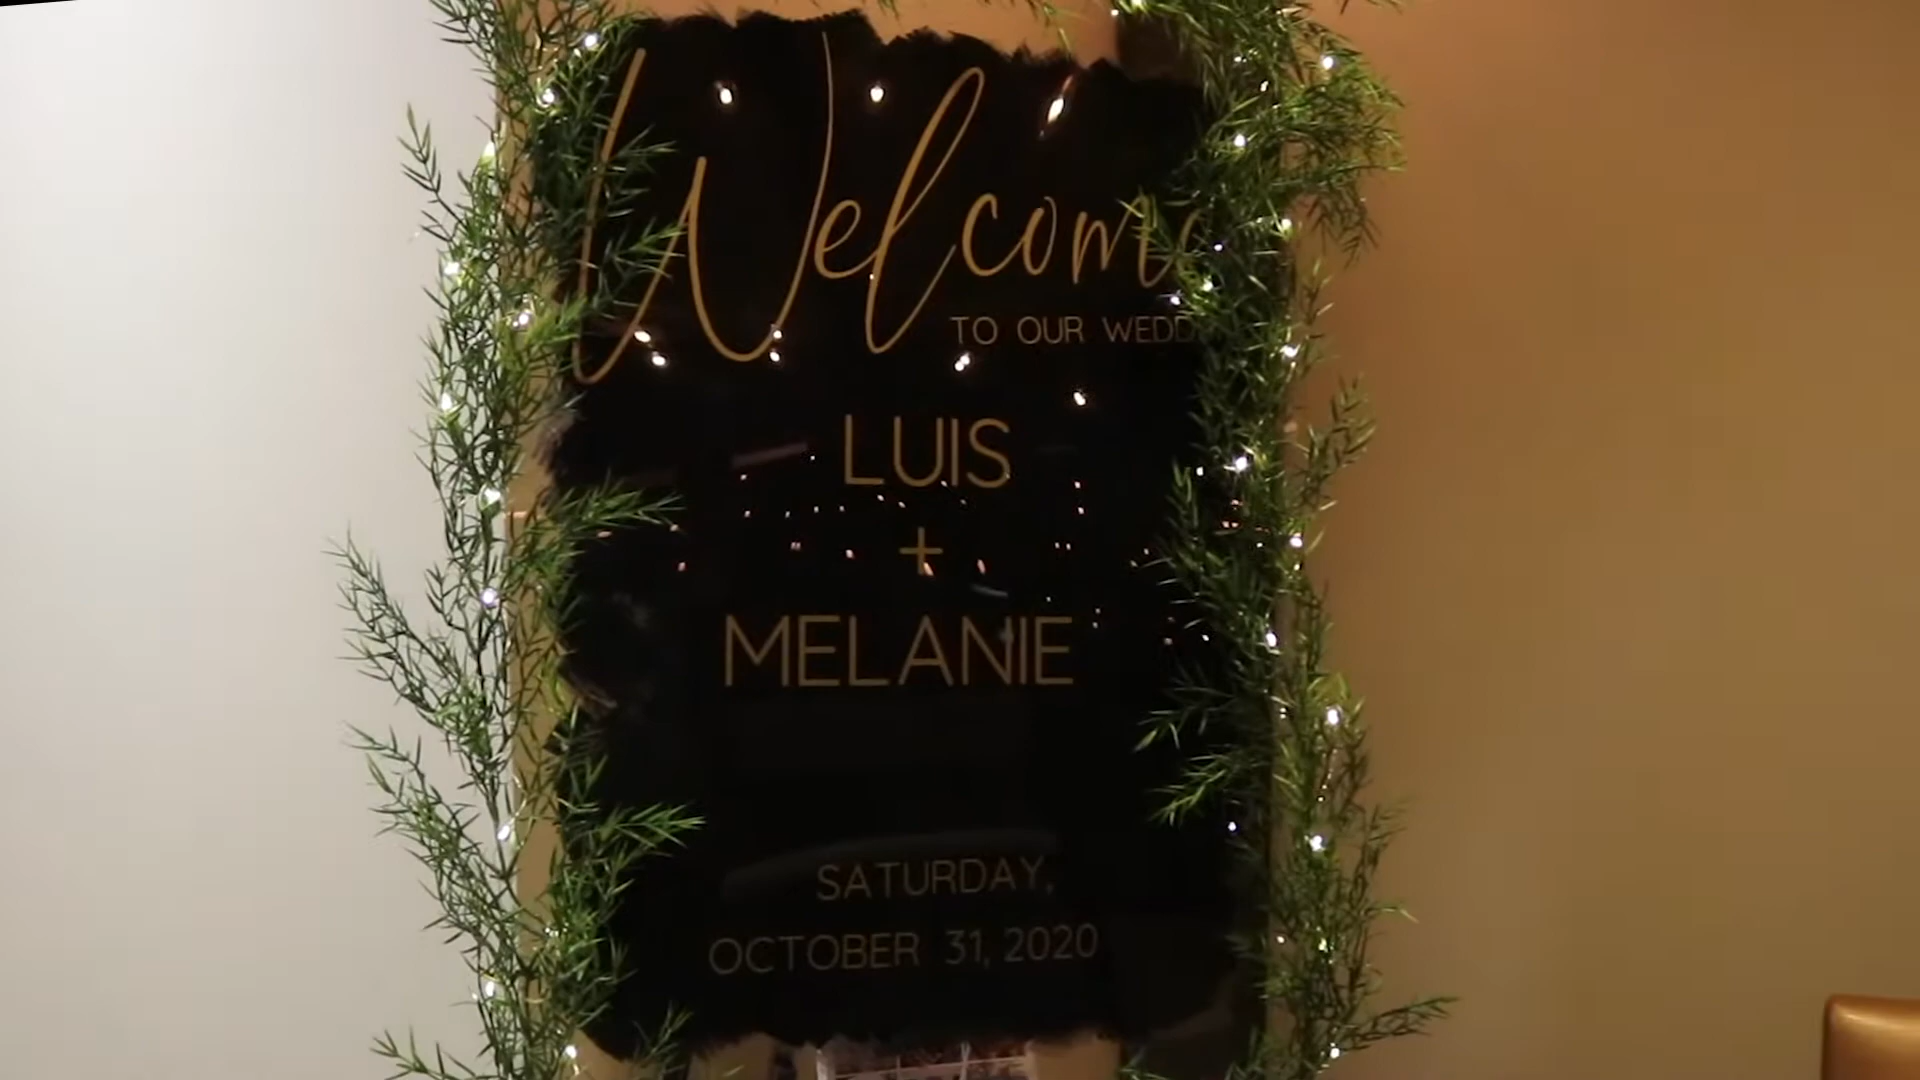 Welcome
TO OUR WEDD
LUIS
+
MELANIE
SATURDAY,
OCTOBER 31, 2020